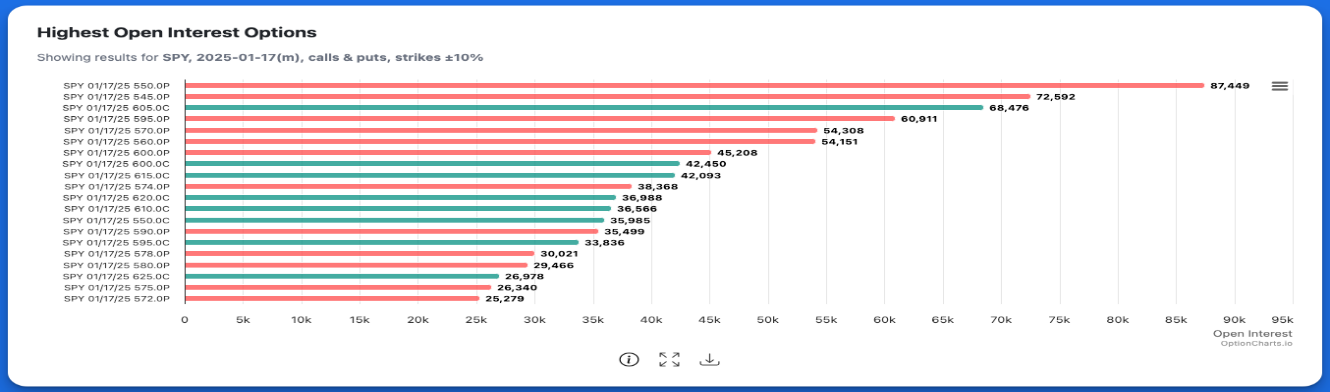 Highest Open Interest Options
Showing results for SPY, 2025-01-17(m), calls & puts, strikes ±10%
SPY 01/17/25 550.0P 87,449
SPY 01/17/25 545.0P 72,592
SPY 01/17/25 605.0C 68,476
SPY 01/17/25 595.0P 60,911
SPY 01/17/25 570.0P 54,308
SPY 01/17/25 560.0P 54,151
SPY 01/17/25 600.0P 45,208
SPY 01/17/25 600.0C 42,450
SPY 01/17/25 615.0C 42,093
SPY 01/17/25 574.0P 38,368
SPY 01/17/25 620.0C 36,988
SPY 01/17/25 610.0C 36,566
SPY 01/17/25 550.0C 35,985
SPY 01/17/25 590.0P 35,499
SPY 01/17/25 595.0C 33,836
SPY 01/17/25 578.0P 30,021
SPY 01/17/25 580.0P 29,466
SPY 01/17/25 625.0C 26,978
SPY 01/17/25 575.0P 26,340
SPY 01/17/25 572.0P 25,279
0 5k 10k 15k 20k 25k 30k 35k 40k 45k 50k 55k 60k 65k 70k 75k 80k 85k 90k 95k
Open Interest
OptionCharts.io